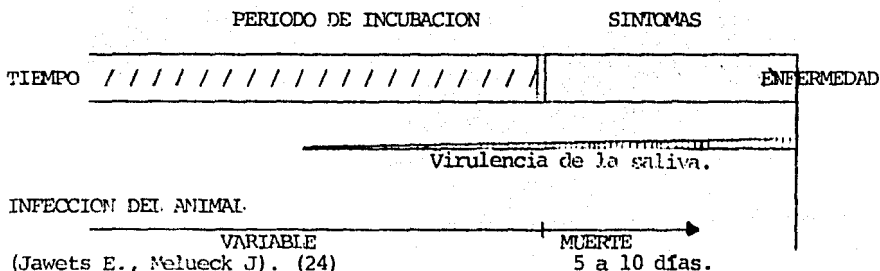 PERIODO DE INCUBACION SINTOMAS
TIEMPO / / / / / / / / / / / / / / / / / ENFERMEDAD
Virulencia de la saliva.
INFECCION DEL ANIMAL
VARIABLE MUERTE
(Jawets E., Melueck J). (24) 5 a 10 días.